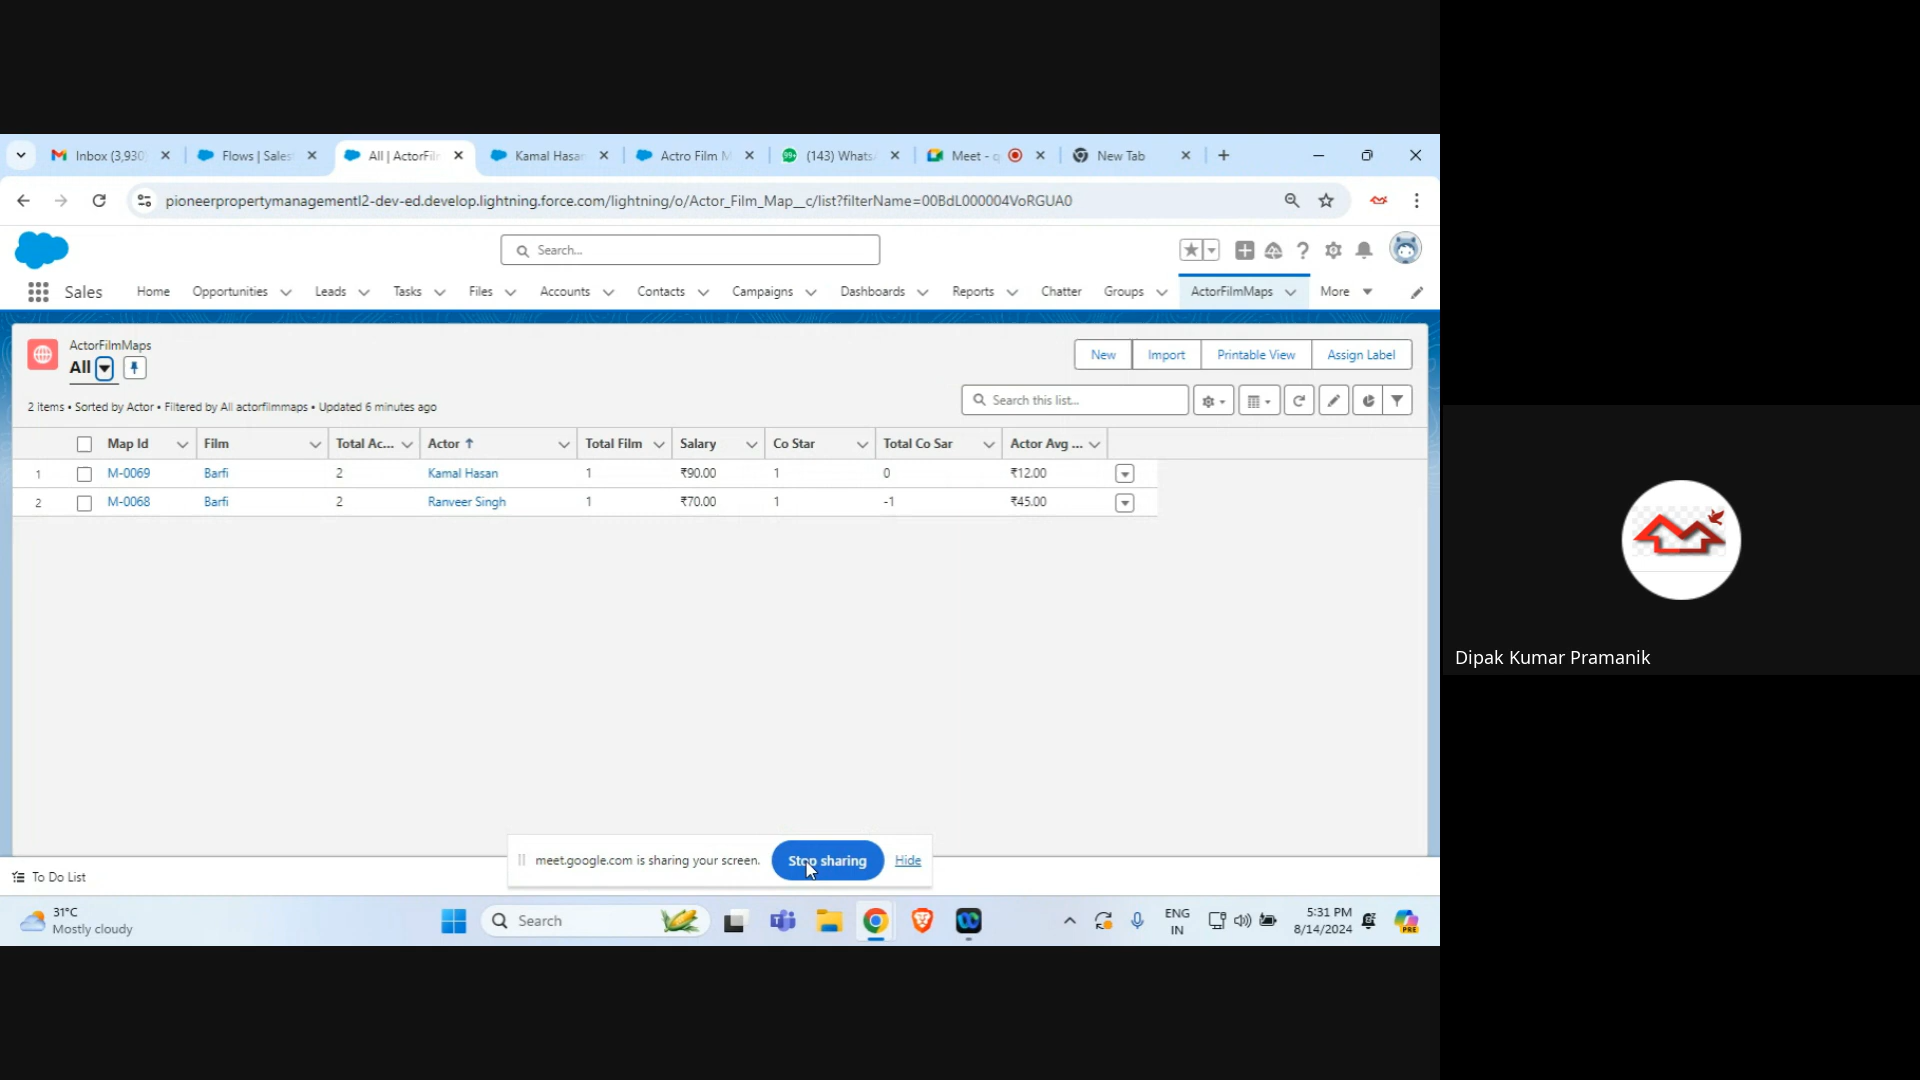 Inbox (3,930 Flows | Sales All | ActorFil Kamal Hasa Actro Film M 99+ (143) Whats Meet - New Tab
pioneerpropertymanagementl2-dev-ed.develop.lightning.force.com/lightning/o/Actor_Film_Map__c/list?filterName=00BdL000004VoRGUA0
Search...
Sales Home Opportunities Leads Tasks Files Accounts Contacts Campaigns Dashboards Reports Chatter Groups ActorFilmMaps More
ActorFilmMaps
All
New Import Printable View Assign Label
2 items • Sorted by Actor • Filtered by All actorfilmmaps • Updated 6 minutes ago
Search this list...
Map Id Film Total Ac... Actor Total Film Salary Co Star Total Co Sar Actor Avg ...
1 M-0069 Barfi 2 Kamal Hasan 1 ₹90.00 1 0 ₹12.00
2 M-0068 Barfi 2 Ranveer Singh 1 ₹70.00 1 -1 ₹45.00
Dipak Kumar Pramanik
meet.google.com is sharing your screen. Stop sharing Hide
To Do List
31°C
Mostly cloudy
Search
ENG
IN
5:31 PM
8/14/2024
PRE